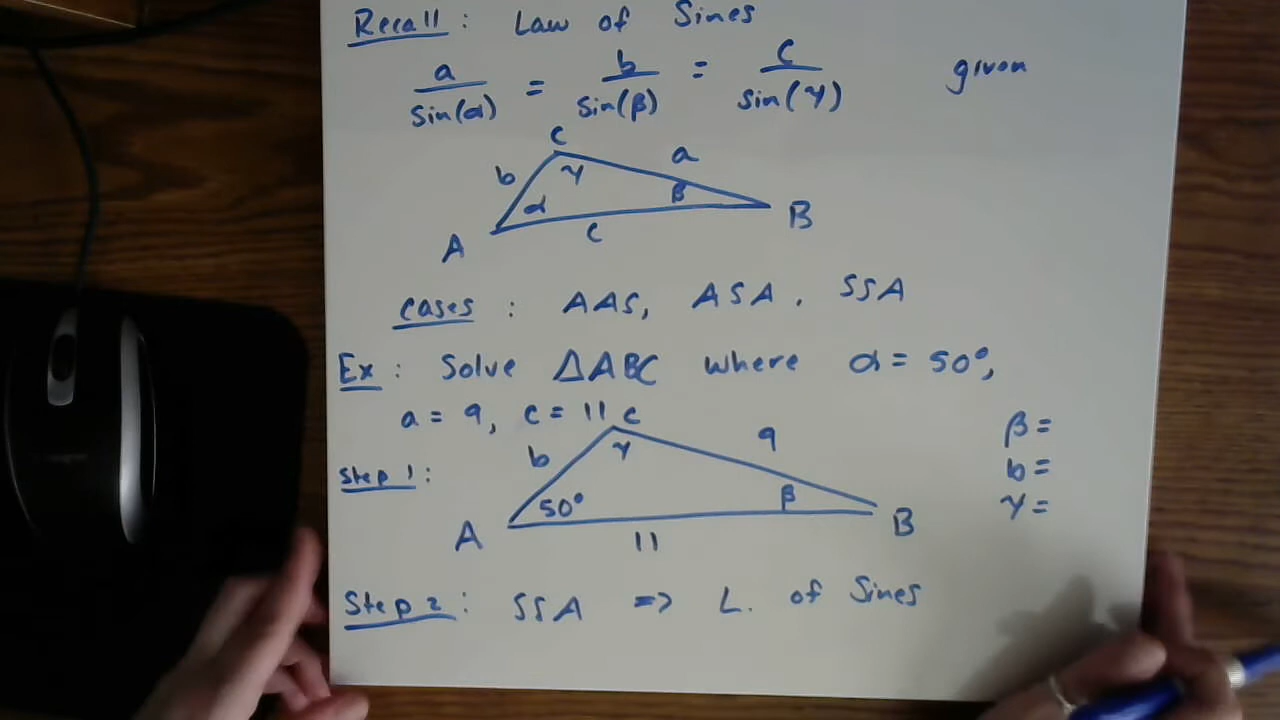 Recall: Law of Sines
a/sin(α) = b/sin(β) = c/sin(γ) given
C
b γ a
α β
A c B
cases: AAS, ASA, SSA
Ex: Solve ΔABC where α = 50°,
a = 9, c = 11
C
b γ 9
β =
b =
γ =
Step 1:
50° β
A 11 B
Step 2: SSA => L. of Sines